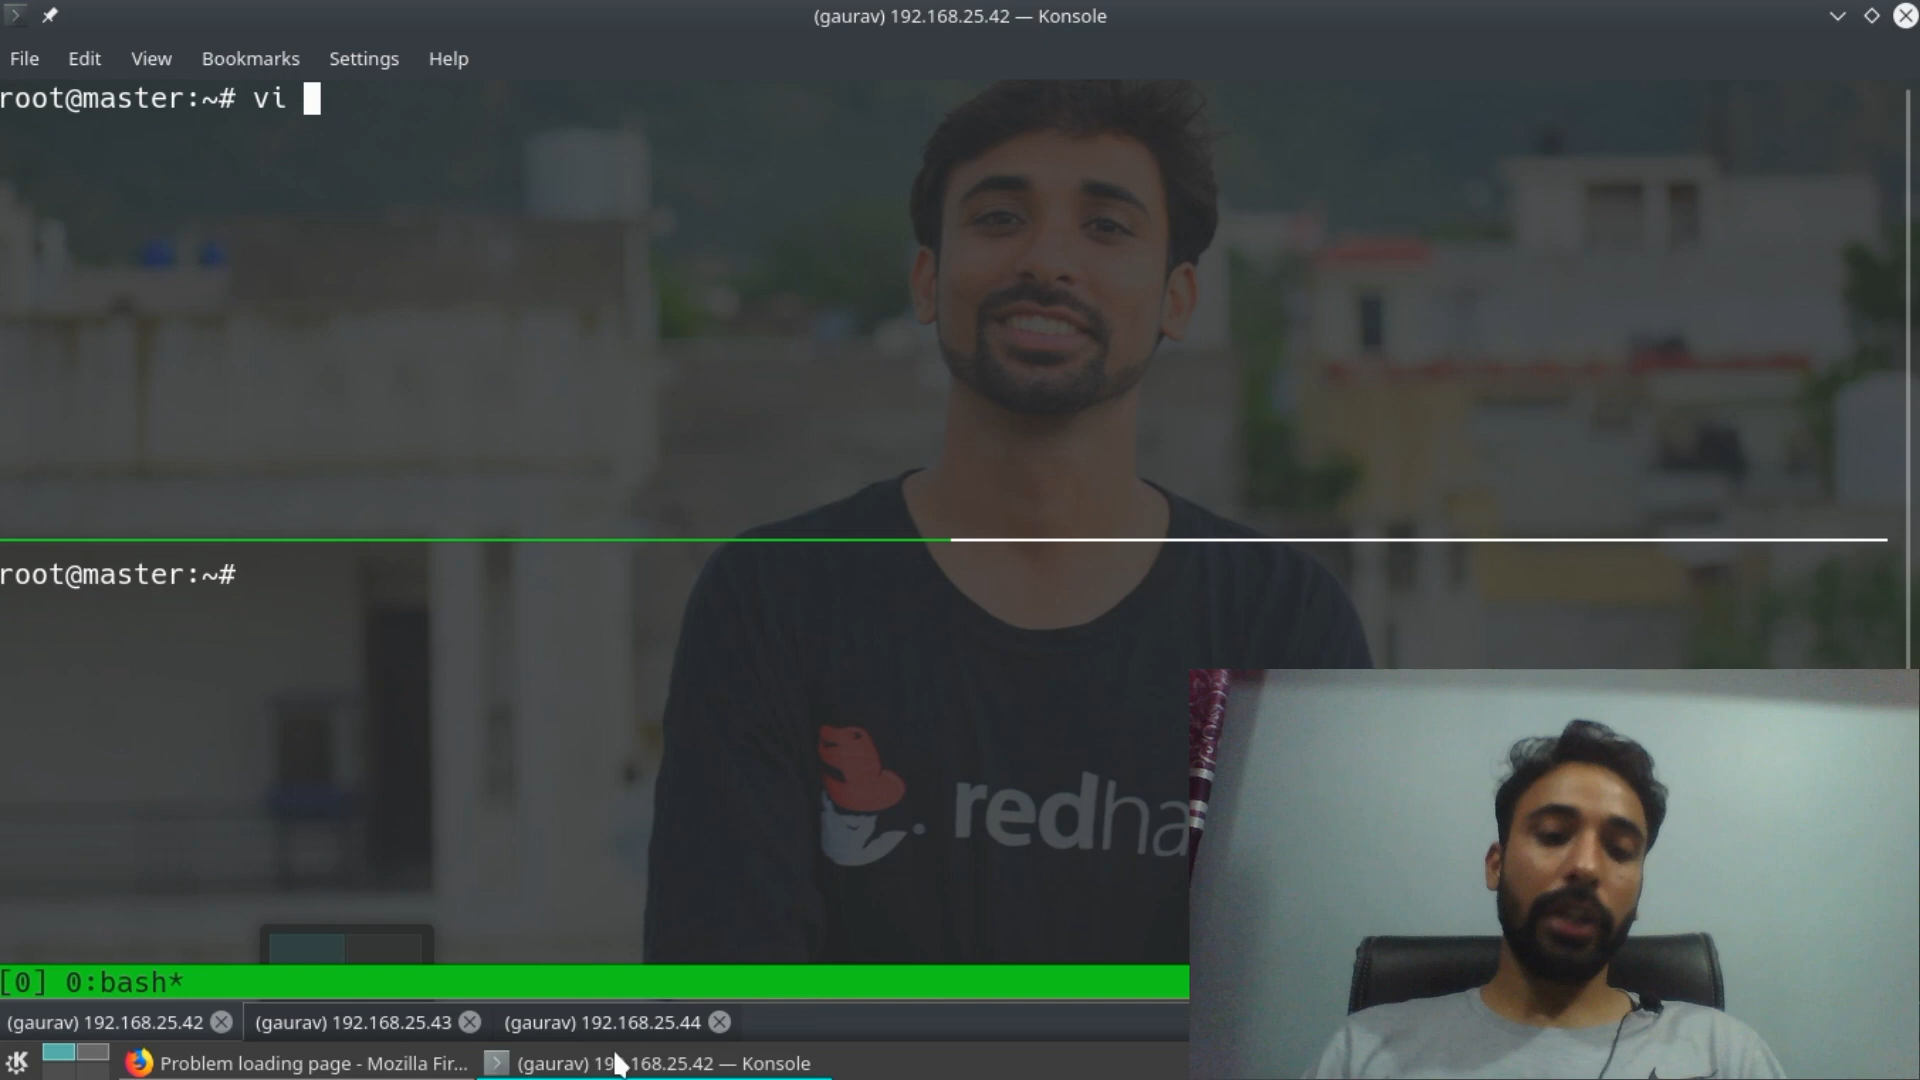 (gaurav) 192.168.25.42 — Konsole
File Edit View Bookmarks Settings Help
root@master:~# vi
root@master:~#
redha
[0] 0:bash*
(gaurav) 192.168.25.42 (gaurav) 192.168.25.43 (gaurav) 192.168.25.44
Problem loading page - Mozilla Fir... (gaurav) 192.168.25.42 — Konsole